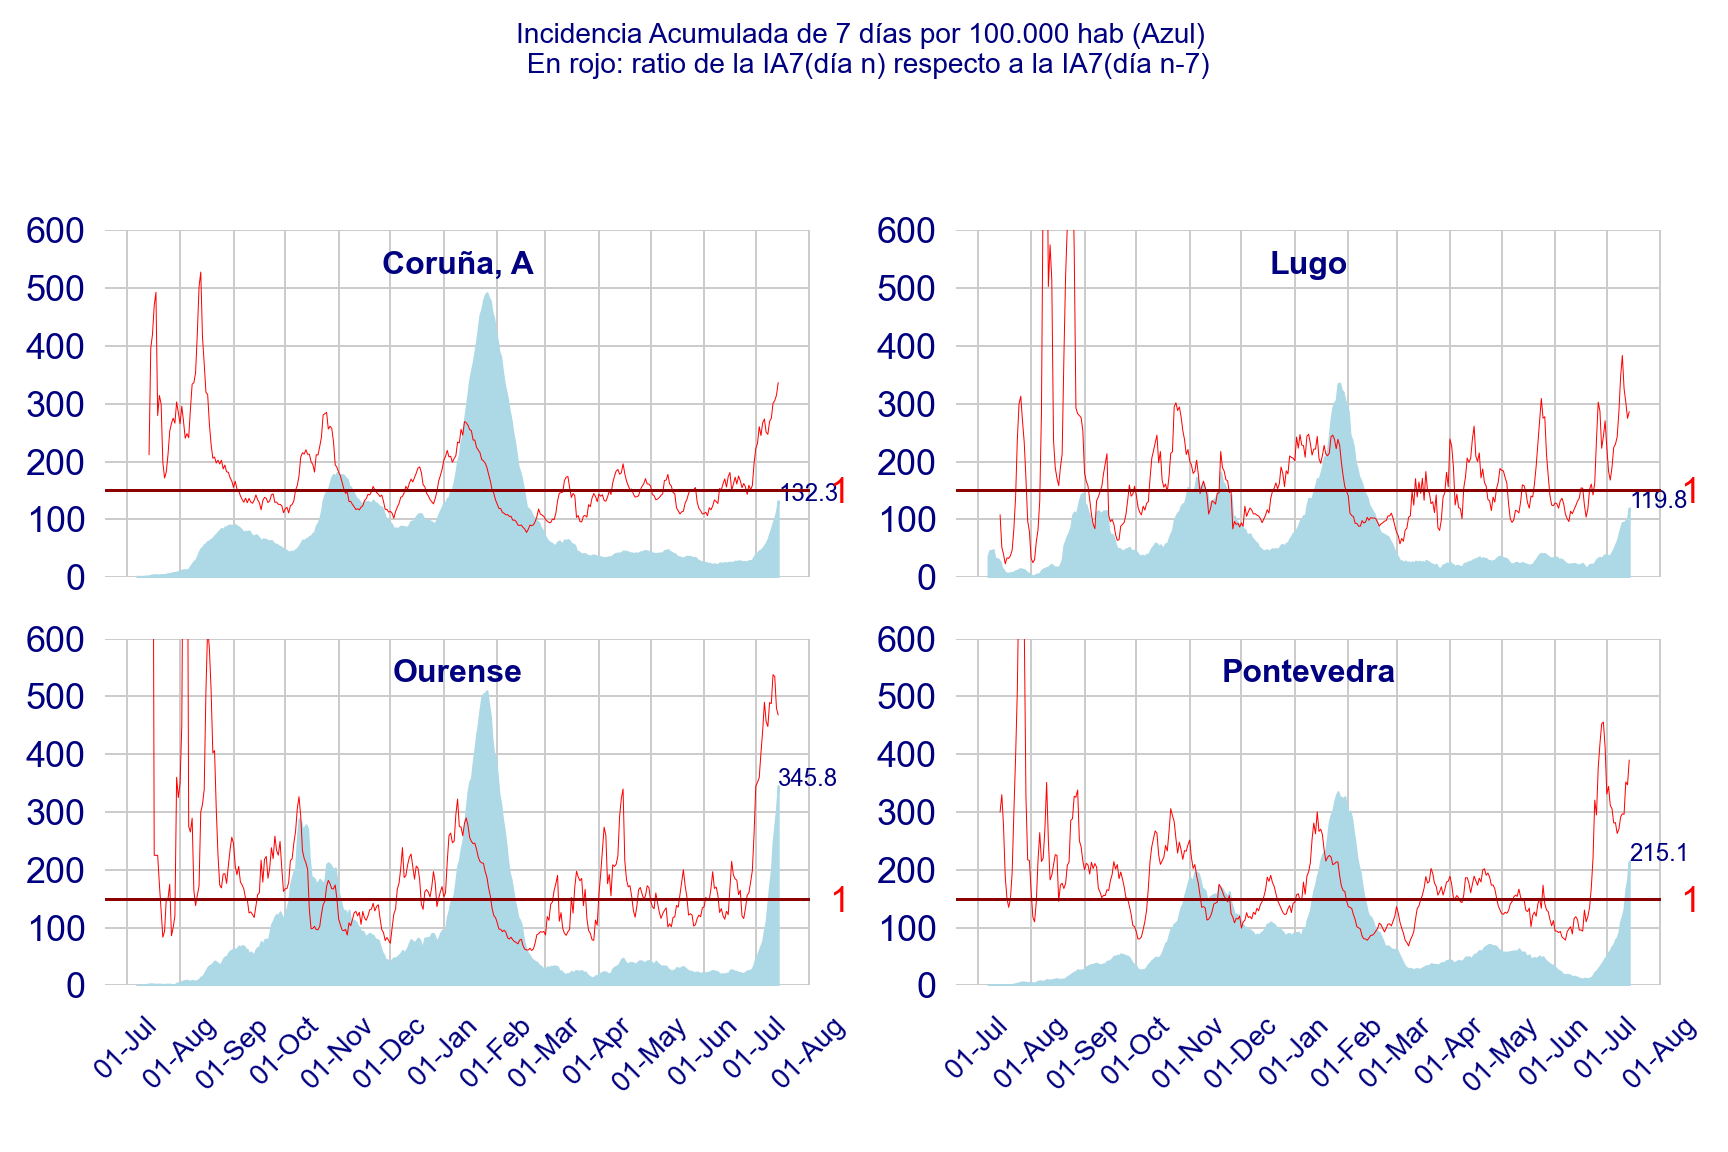 Incidencia Acumulada de 7 días por 100.000 hab (Azul)
En rojo: ratio de la IA7(día n) respecto a la IA7(día n-7)
600
500
400
300
200
100
0
Coruña, A
132.3
1
600
500
400
300
200
100
0
Lugo
119.8
1
600
500
400
300
200
100
0
Ourense
345.8
1
01-Jul
01-Aug
01-Sep
01-Oct
01-Nov
01-Dec
01-Jan
01-Feb
01-Mar
01-Apr
01-May
01-Jun
01-Jul
01-Aug
600
500
400
300
200
100
0
Pontevedra
215.1
1
01-Jul
01-Aug
01-Sep
01-Oct
01-Nov
01-Dec
01-Jan
01-Feb
01-Mar
01-Apr
01-May
01-Jun
01-Jul
01-Aug